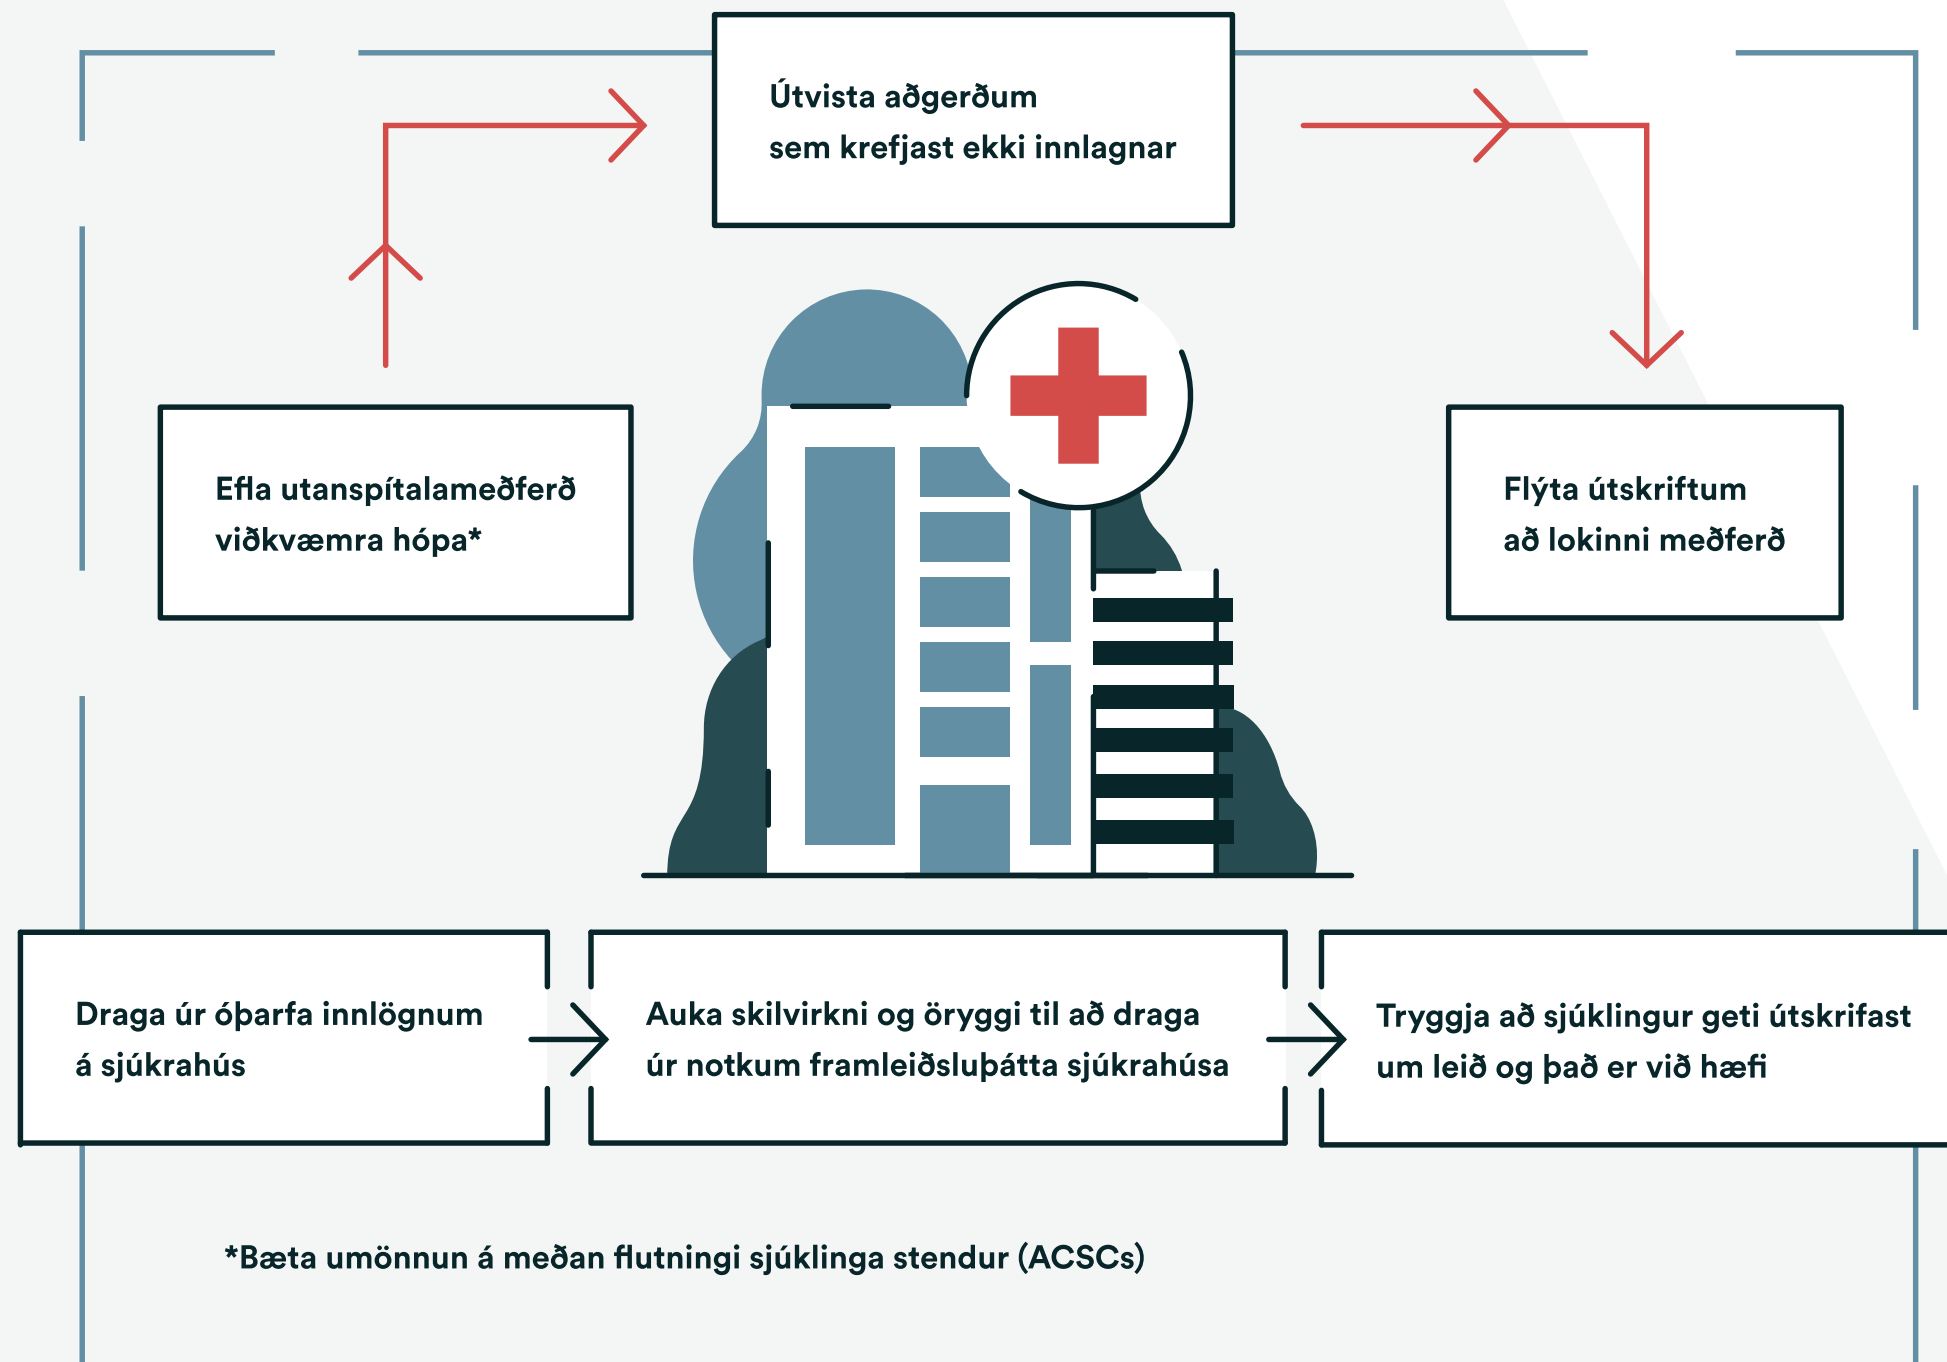 Útvista aðgerðum
sem krefjast ekki innlagnar
Efla utanspítalameðferð
viðkvæmra hópa*
Flýta útskriftum
að lokinni meðferð
Draga úr óþarfa innlögnum
á sjúkrahús
Auka skilvirkni og öryggi til að draga
úr notkum framleiðsluþátta sjúkrahúsa
Tryggja að sjúklingur geti útskrifast
um leið og það er við hæfi
*Bæta umönnun á meðan flutningi sjúklinga stendur (ACSCs)